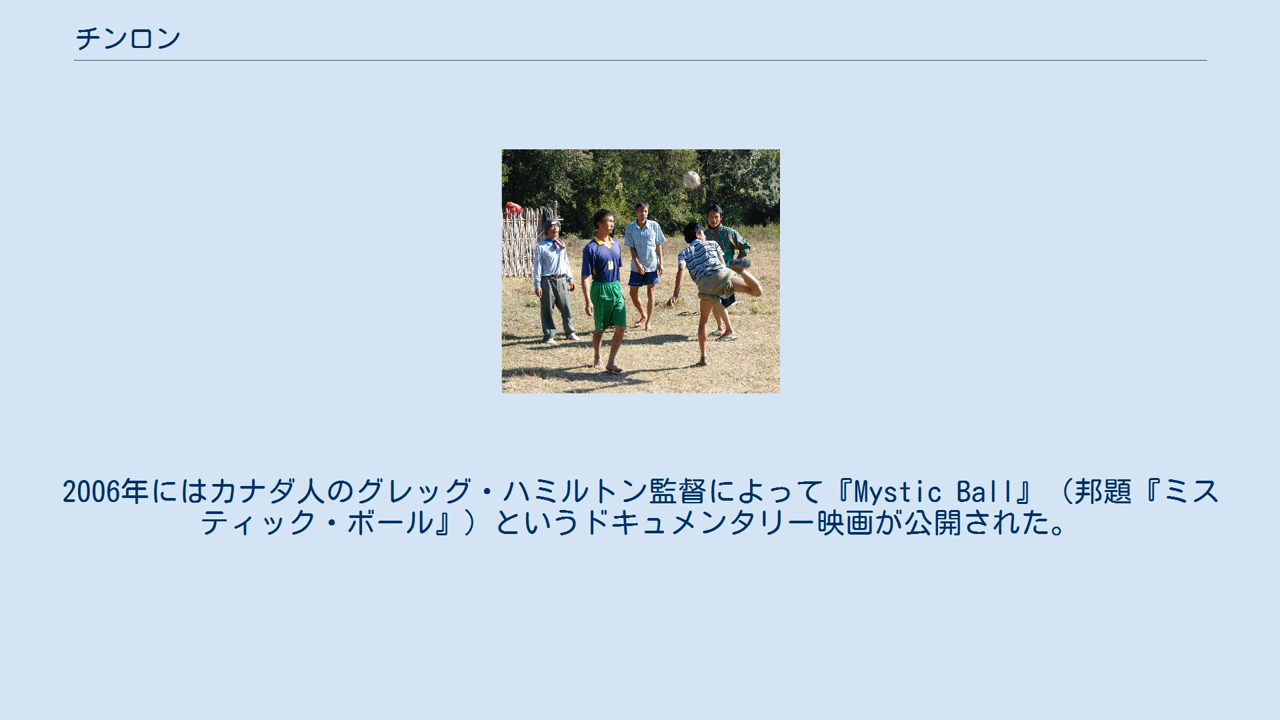 チンロン
2006年にはカナダ人のグレッグ・ハミルトン監督によって『Mystic Ball』（邦題『ミス
ティック・ボール』）というドキュメンタリー映画が公開された。